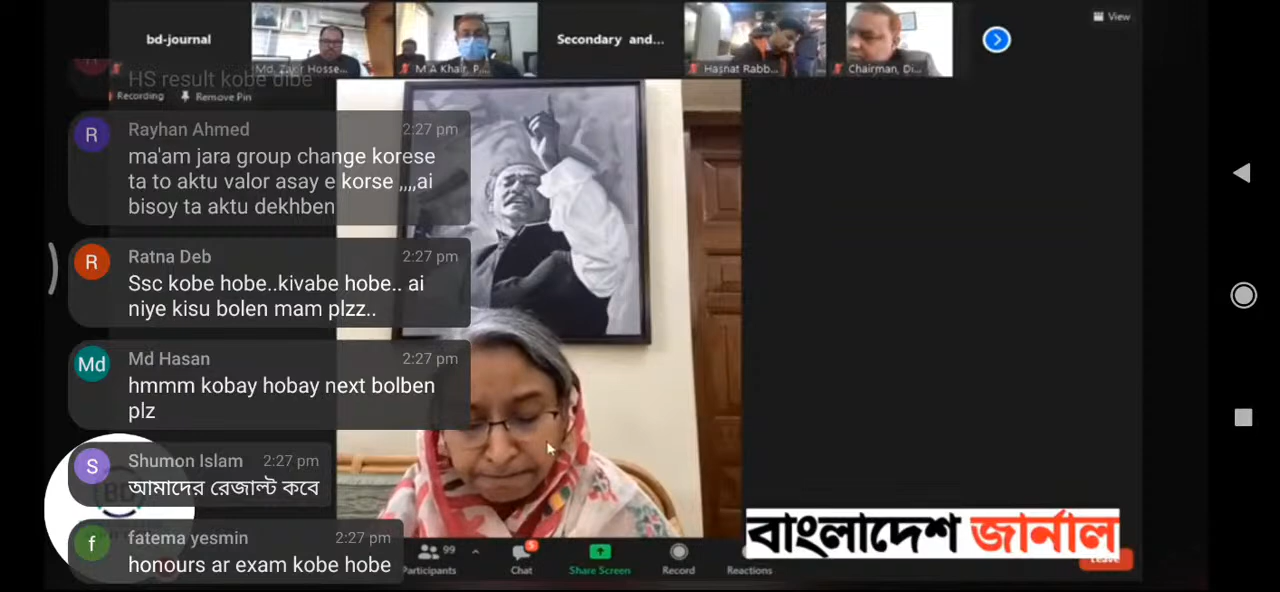 bd-journal
Secondary and...
View
Md. Zakir Hosse...
M A Khair, P...
Hasnat Rabb...
Chairman, Di...
HS result kobe dibe
Recording
Remove Pin
R
Rayhan Ahmed 2:27 pm
ma'am jara group change korese
ta to aktu valor asay e korse ,,,,ai
bisoy ta aktu dekhben
R
Ratna Deb 2:27 pm
Ssc kobe hobe..kivabe hobe.. ai
niye kisu bolen mam plzz..
Md
Md Hasan 2:27 pm
hmmm kobay hobay next bolben
plz
S
Shumon Islam 2:27 pm
আমাদের রেজাল্ট কবে
f
fatema yesmin 2:27 pm
honours ar exam kobe hobe
99
Participants
5
Chat
Share Screen
Record
Reactions
বাংলাদেশ জার্নাল
Leave